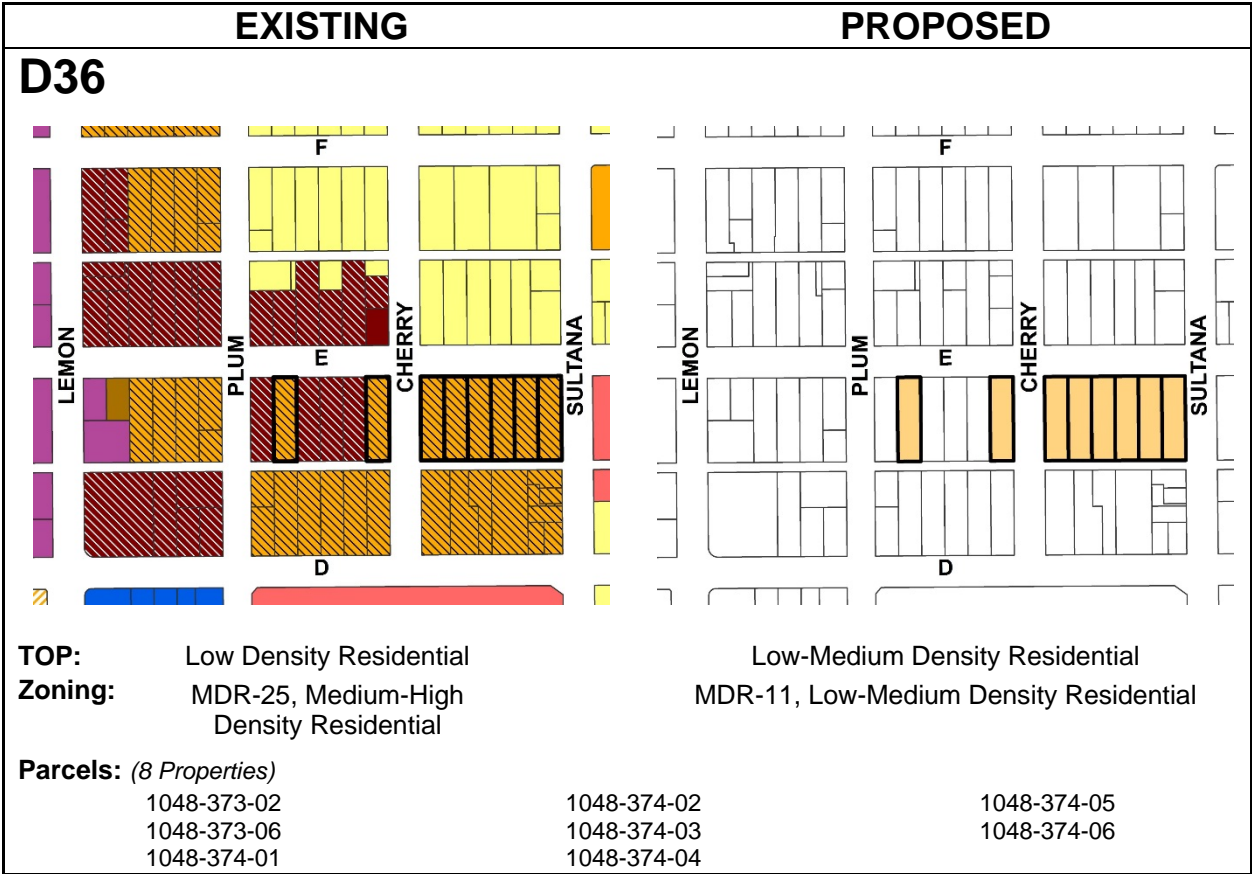 EXISTING
PROPOSED
D36
F
LEMON
PLUM
E
CHERRY
SULTANA
D
F
LEMON
PLUM
E
CHERRY
SULTANA
D
TOP: Low Density Residential
Low-Medium Density Residential
Zoning: MDR-25, Medium-High
Density Residential
MDR-11, Low-Medium Density Residential
Parcels: (8 Properties)
1048-373-02
1048-373-06
1048-374-01
1048-374-02
1048-374-03
1048-374-04
1048-374-05
1048-374-06